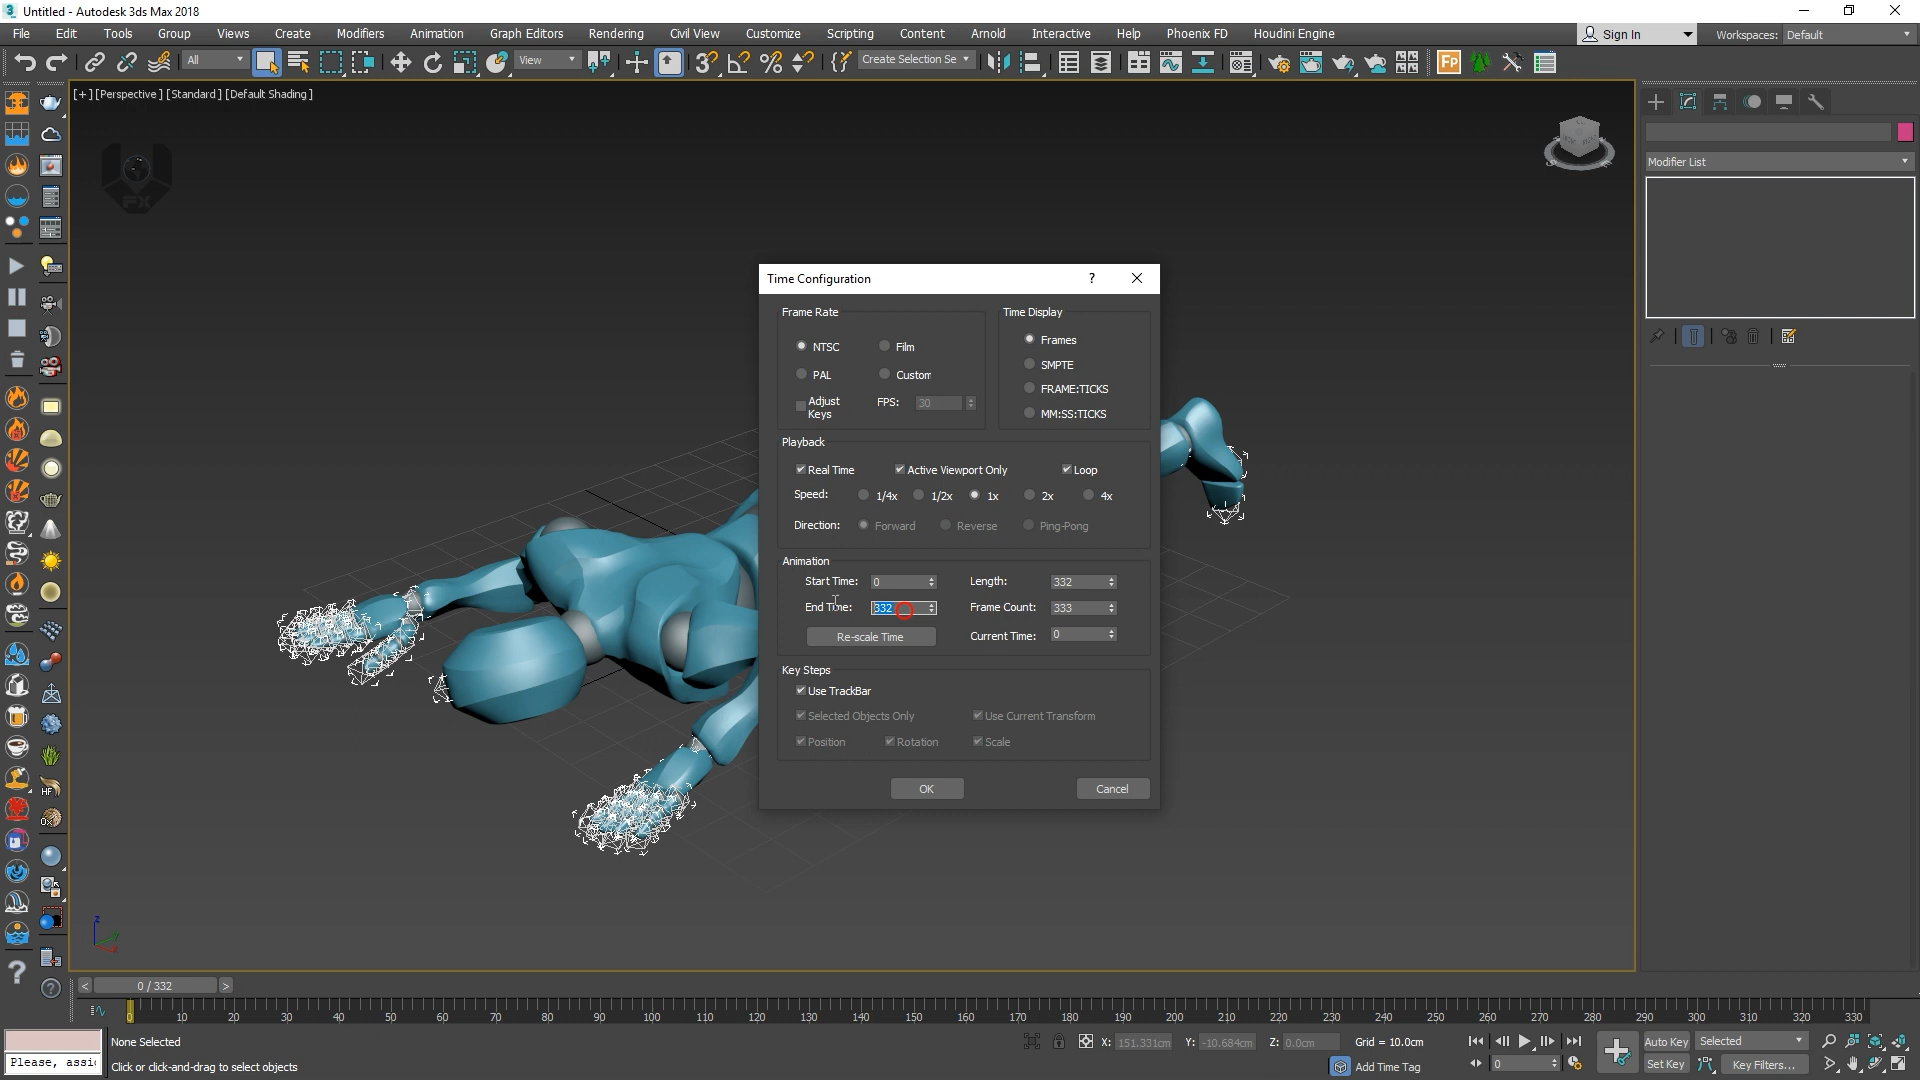 3 Untitled - Autodesk 3ds Max 2018
File Edit Tools Group Views Create Modifiers Animation Graph Editors Rendering Civil View Customize Scripting Content Arnold Interactive Help Phoenix FD Houdini Engine Sign In Workspaces: Default
All View Create Selection Se Fp
[+] [Perspective] [Standard] [Default Shading]
FX
Modifier List
Time Configuration ? X
Frame Rate Time Display
NTSC Film Frames
PAL Custom SMPTE
Adjust Keys FPS: 30 FRAME:TICKS
MM:SS:TICKS
Playback
Real Time Active Viewport Only Loop
Speed: 1/4x 1/2x 1x 2x 4x
Direction: Forward Reverse Ping-Pong
Animation
Start Time: 0 Length: 332
End Time: 332 Frame Count: 333
Re-scale Time Current Time: 0
Key Steps
Use TrackBar
Selected Objects Only Use Current Transform
Position Rotation Scale
OK Cancel
HF
z
< 0 / 332 >
0 10 20 30 40 50 60 70 80 90 100 110 120 130 140 150 160 170 180 190 200 210 220 230 240 250 260 270 280 290 300 310 320 330
None Selected X: 151.331cm Y: -10.684cm Z: 0.0cm Grid = 10.0cm Auto Key Selected
Please, assi Click or click-and-drag to select objects Add Time Tag 0 Set Key Key Filters...